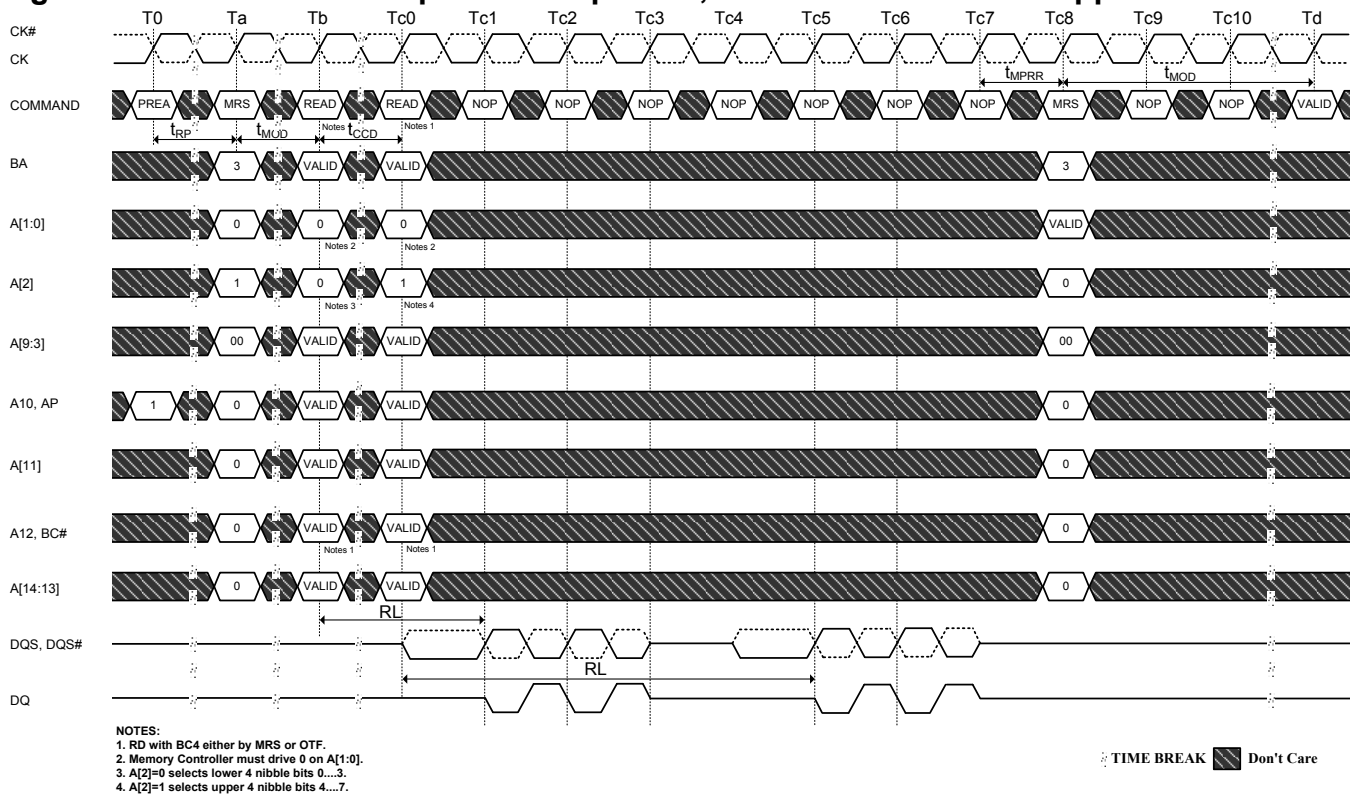 T0 Ta Tb Tc0 Tc1 Tc2 Tc3 Tc4 Tc5 Tc6 Tc7 Tc8 Tc9 Tc10 Td
CK#
CK
tMPRR tMOD
COMMAND PREA MRS READ READ NOP NOP NOP NOP NOP NOP NOP MRS NOP NOP VALID
Notes 1 Notes 1
tRP tMOD tCCD
BA 3 VALID VALID 3
A[1:0] 0 0 0 VALID
Notes 2 Notes 2
A[2] 1 0 1 0
Notes 3 Notes 4
A[9:3] 00 VALID VALID 00
A10, AP 1 0 VALID VALID 0
A[11] 0 VALID VALID 0
A12, BC# 0 VALID VALID 0
Notes 1 Notes 1
A[14:13] 0 VALID VALID 0
RL
DQS, DQS#
RL
DQ
NOTES:
1. RD with BC4 either by MRS or OTF.
2. Memory Controller must drive 0 on A[1:0].
3. A[2]=0 selects lower 4 nibble bits 0....3.
4. A[2]=1 selects upper 4 nibble bits 4....7.
TIME BREAK Don't Care